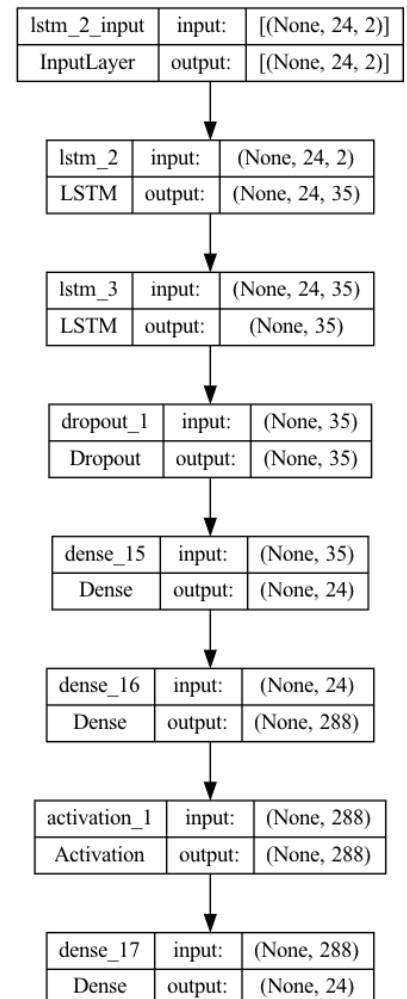 lstm_2_input input: [(None, 24, 2)]
InputLayer output: [(None, 24, 2)]
lstm_2 input: (None, 24, 2)
LSTM output: (None, 24, 35)
lstm_3 input: (None, 24, 35)
LSTM output: (None, 35)
dropout_1 input: (None, 35)
Dropout output: (None, 35)
dense_15 input: (None, 35)
Dense output: (None, 24)
dense_16 input: (None, 24)
Dense output: (None, 288)
activation_1 input: (None, 288)
Activation output: (None, 288)
dense_17 input: (None, 288)
Dense output: (None, 24)